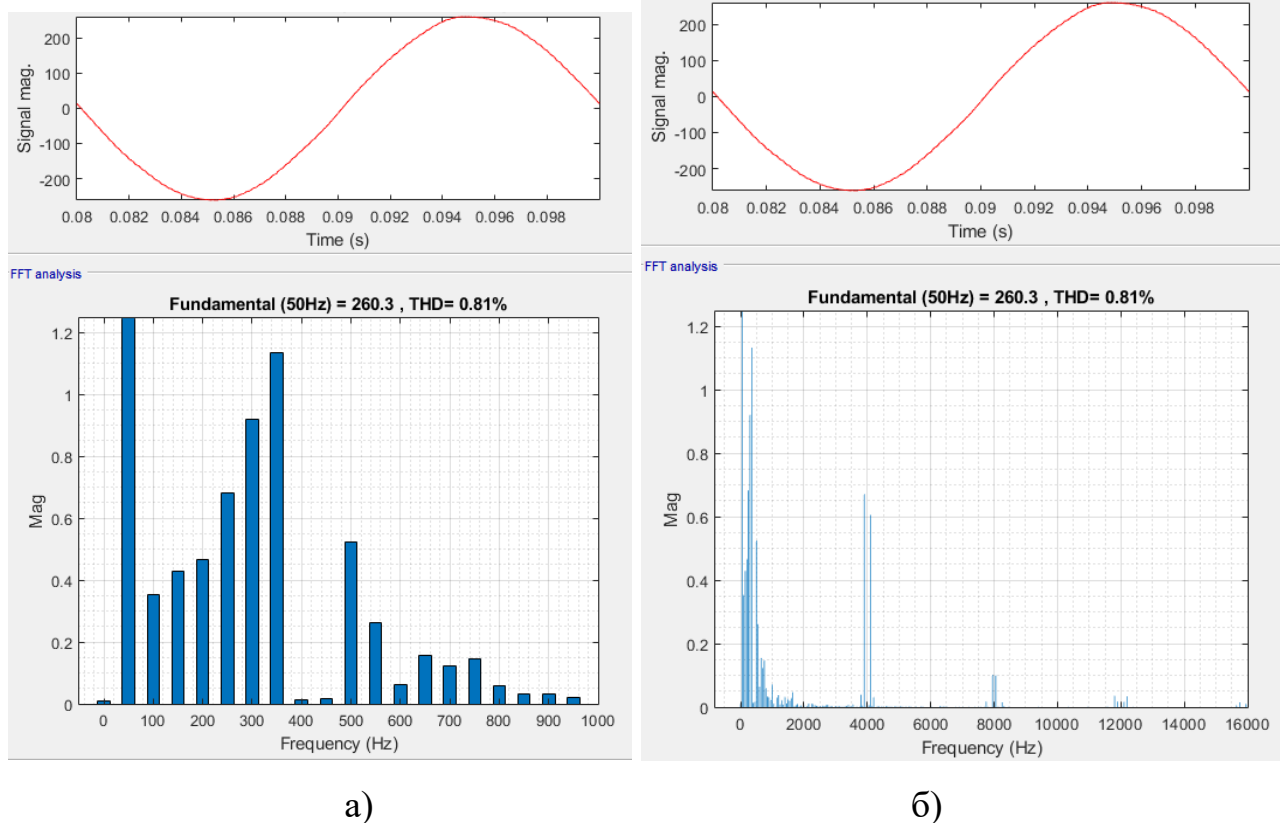 200
100
0
-100
-200
Signal mag.
0.08 0.082 0.084 0.086 0.088 0.09 0.092 0.094 0.096 0.098
Time (s)
FFT analysis
Fundamental (50Hz) = 260.3 , THD= 0.81%
1.2
1
0.8
0.6
0.4
0.2
0
Mag
0 100 200 300 400 500 600 700 800 900 1000
Frequency (Hz)
а)
200
100
0
-100
-200
Signal mag.
0.08 0.082 0.084 0.086 0.088 0.09 0.092 0.094 0.096 0.098
Time (s)
FFT analysis
Fundamental (50Hz) = 260.3 , THD= 0.81%
1.2
1
0.8
0.6
0.4
0.2
0
Mag
0 2000 4000 6000 8000 10000 12000 14000 16000
Frequency (Hz)
б)